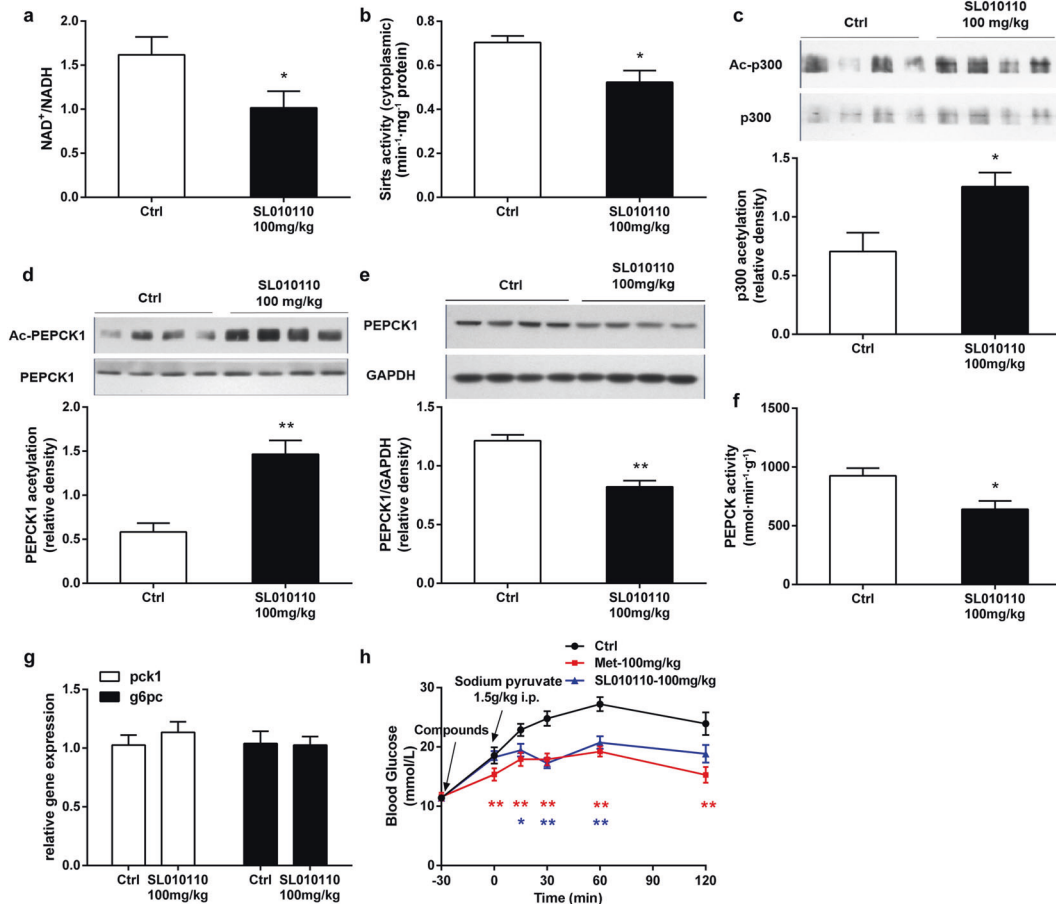 a
NAD⁺/NADH
2.0
1.5
1.0
0.5
0.0
*
Ctrl
SL010110
100mg/kg
b
Sirts activity (cytoplasmic)
(min⁻¹·mg⁻¹ protein)
0.8
0.6
0.4
0.2
0.0
*
Ctrl
SL010110
100mg/kg
c
Ctrl
SL010110
100 mg/kg
Ac-p300
p300
p300 acetylation
(relative density)
1.5
1.0
0.5
0.0
*
Ctrl
SL010110
100mg/kg
d
Ctrl
SL010110
100 mg/kg
Ac-PEPCK1
PEPCK1
PEPCK1 acetylation
(relative density)
2.0
1.5
1.0
0.5
0.0
**
Ctrl
SL010110
100mg/kg
e
Ctrl
SL010110
100mg/kg
PEPCK1
GAPDH
PEPCK1/GAPDH
(relative density)
1.5
1.0
0.5
0.0
**
Ctrl
SL010110
100mg/kg
f
PEPCK activity
(nmol·min⁻¹·g⁻¹)
1500
1000
500
0
*
Ctrl
SL010110
100mg/kg
g
pck1
g6pc
relative gene expression
1.5
1.0
0.5
0.0
Ctrl SL010110 Ctrl SL010110
100mg/kg 100mg/kg
h
Ctrl
Met-100mg/kg
SL010110-100mg/kg
Sodium pyruvate
1.5g/kg i.p.
Compounds
Blood Glucose
(mmol/L)
30
20
10
0
** ** ** ** **
* ** **
-30 0 30 60 90 120
Time (min)